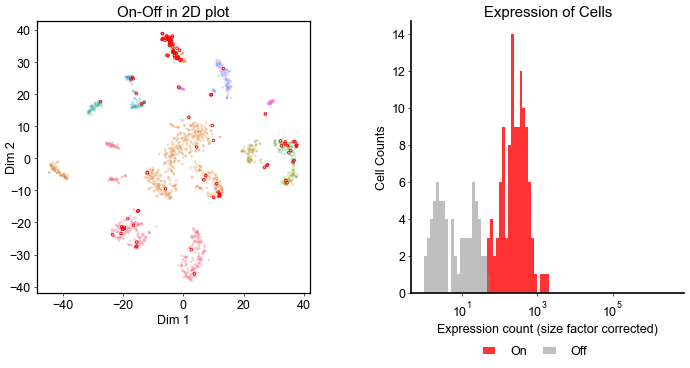 On-Off in 2D plot
40
30
20
10
0
−10
−20
−30
−40
Dim 2
−40 −20 0 20 40
Dim 1
Expression of Cells
14
12
10
8
6
4
2
0
Cell Counts
10^1 10^3 10^5
Expression count (size factor corrected)
On Off